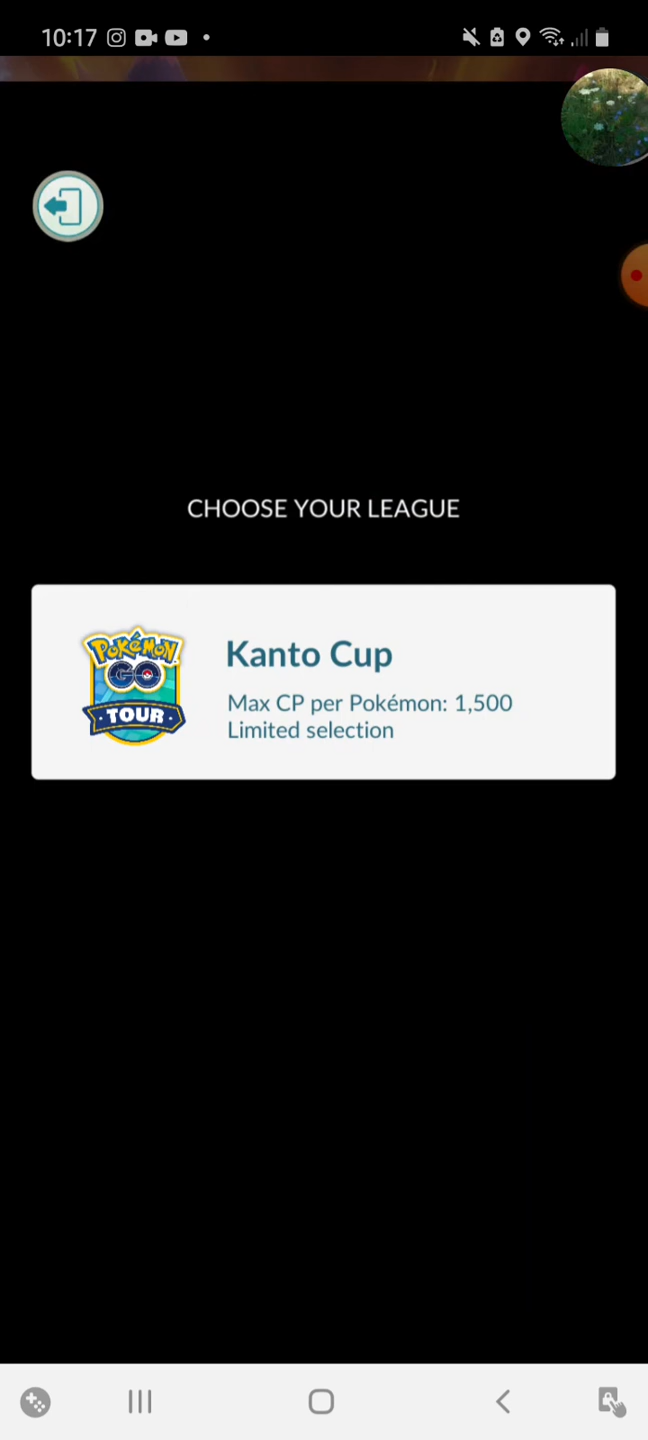 10:17
CHOOSE YOUR LEAGUE
POKéMON
GO
TOUR
Kanto Cup
Max CP per Pokémon: 1,500
Limited selection